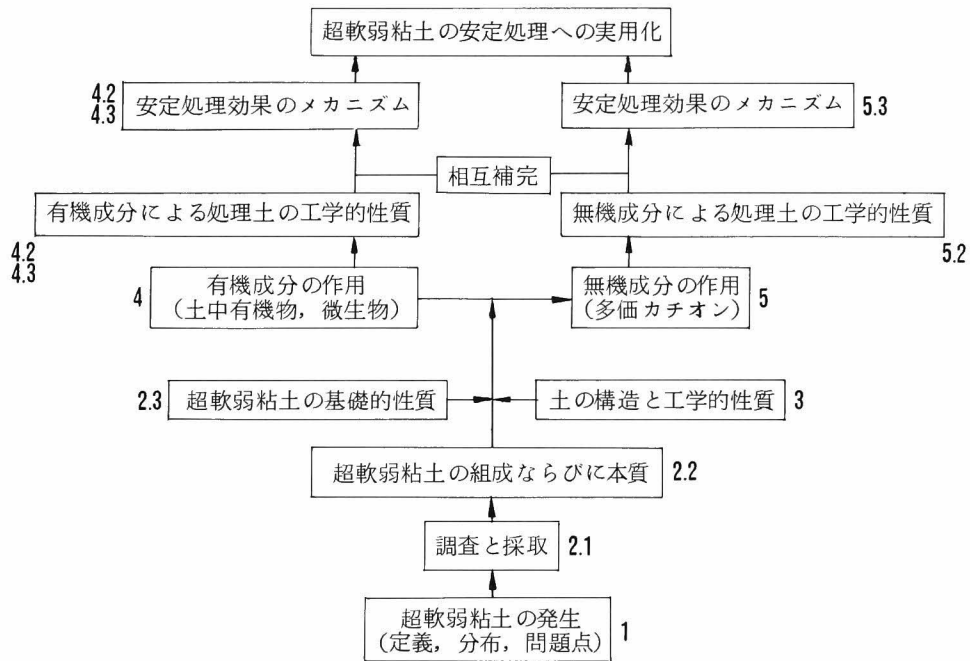 超軟弱粘土の安定処理への実用化
4.2
4.3
安定処理効果のメカニズム
安定処理効果のメカニズム
5.3
相互補完
有機成分による処理土の工学的性質
4.2
4.3
無機成分による処理土の工学的性質
5.2
4
有機成分の作用
(土中有機物,微生物)
無機成分の作用
(多価カチオン)
5
2.3
超軟弱粘土の基礎的性質
土の構造と工学的性質
3
超軟弱粘土の組成ならびに本質
2.2
調査と採取
2.1
超軟弱粘土の発生
(定義,分布,問題点)
1